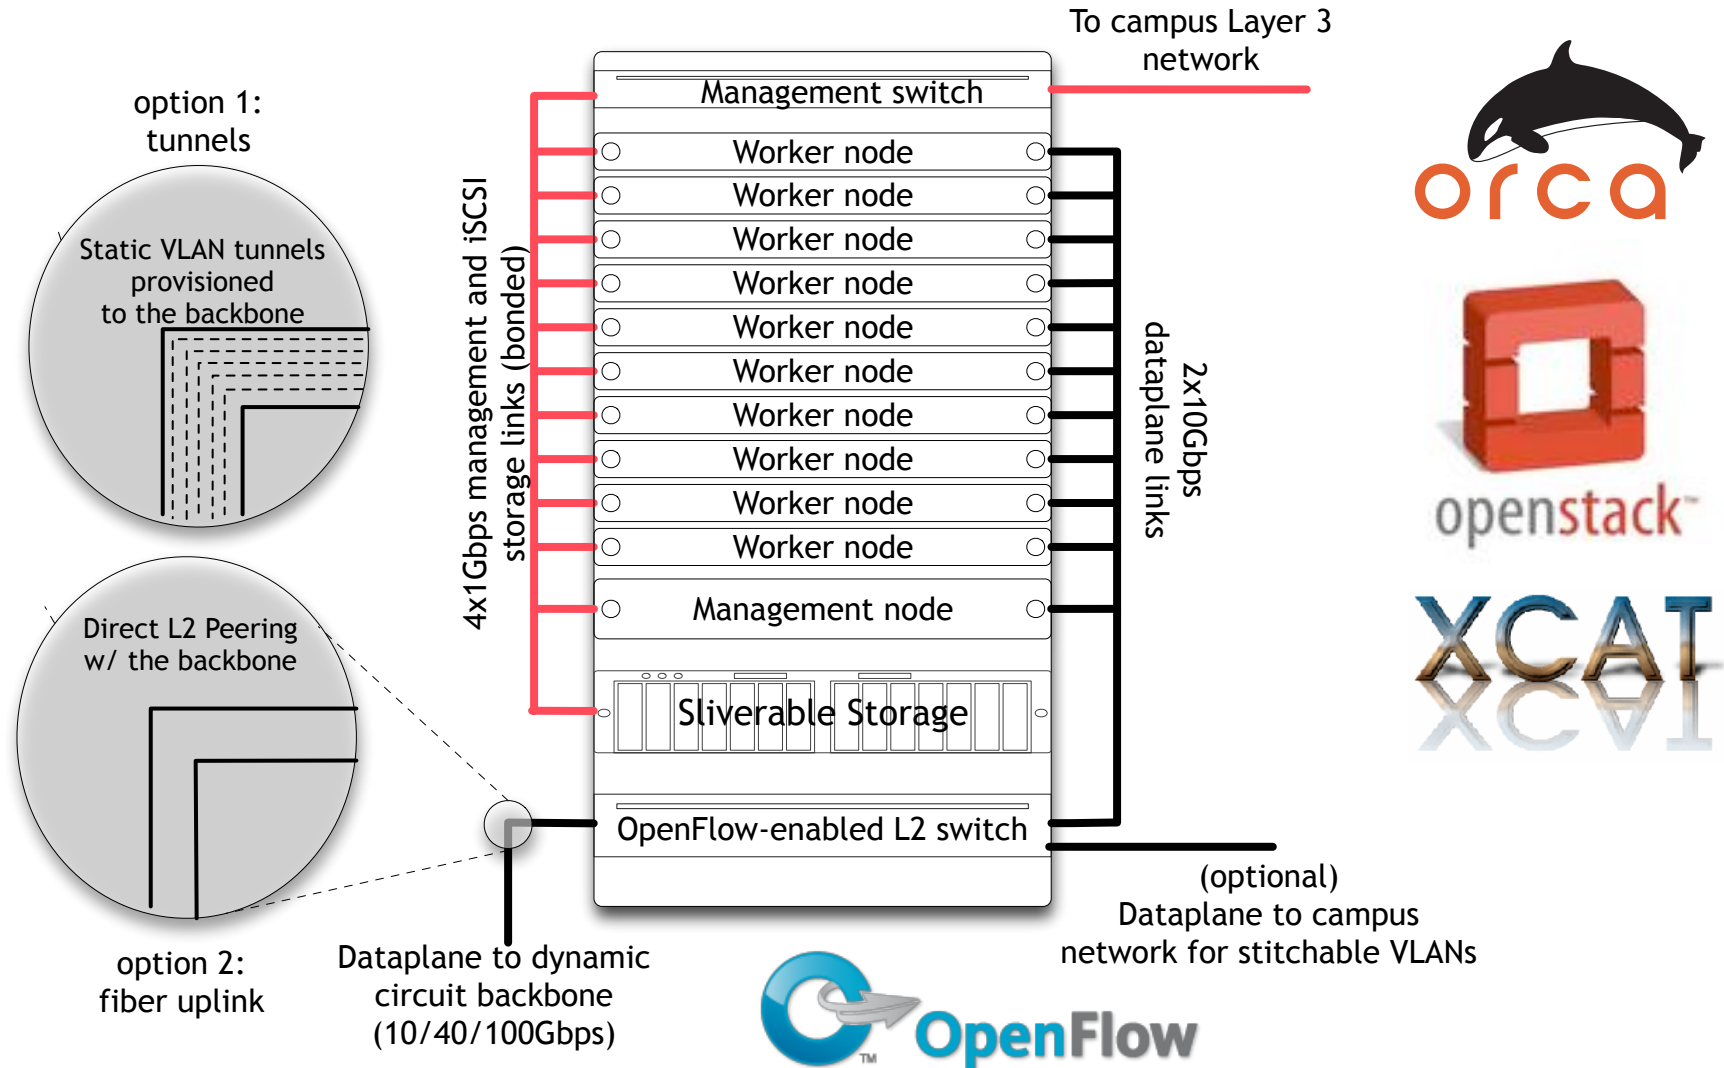 To campus Layer 3
network
option 1:
tunnels
Static VLAN tunnels
provisioned
to the backbone
Direct L2 Peering
w/ the backbone
option 2:
fiber uplink
4x1Gbps management and iSCSI
storage links (bonded)
Management switch
Worker node
Worker node
Worker node
Worker node
Worker node
Worker node
Worker node
Worker node
Worker node
Worker node
Management node
Sliverable Storage
OpenFlow-enabled L2 switch
2x10Gbps
dataplane links
(optional)
Dataplane to campus
network for stitchable VLANs
Dataplane to dynamic
circuit backbone
(10/40/100Gbps)
orca
openstack™
XCAT
OpenFlow
TM